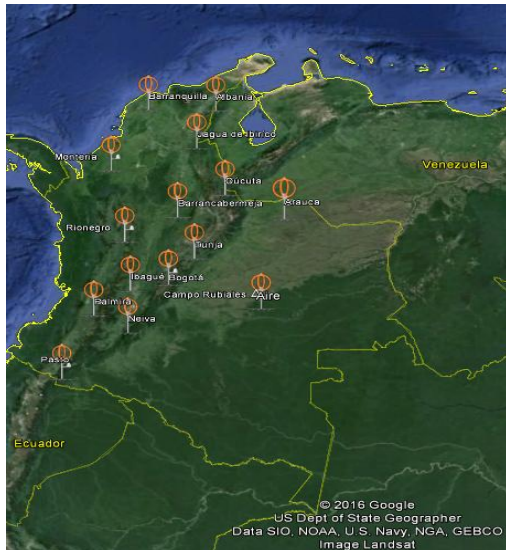 Barranquilla
Albania
Jagua de Ibirico
Monteria
Venezuela
Cucuta
Barrancabermeja
Arauca
Rionegro
Tunja
Ibagué
Bogotá
Campo Rubiales
Aire
Palmira
Neiva
Pasto
Ecuador
© 2016 Google
US Dept of State Geographer
Data SIO, NOAA, U.S. Navy, NGA, GEBCO
Image Landsat